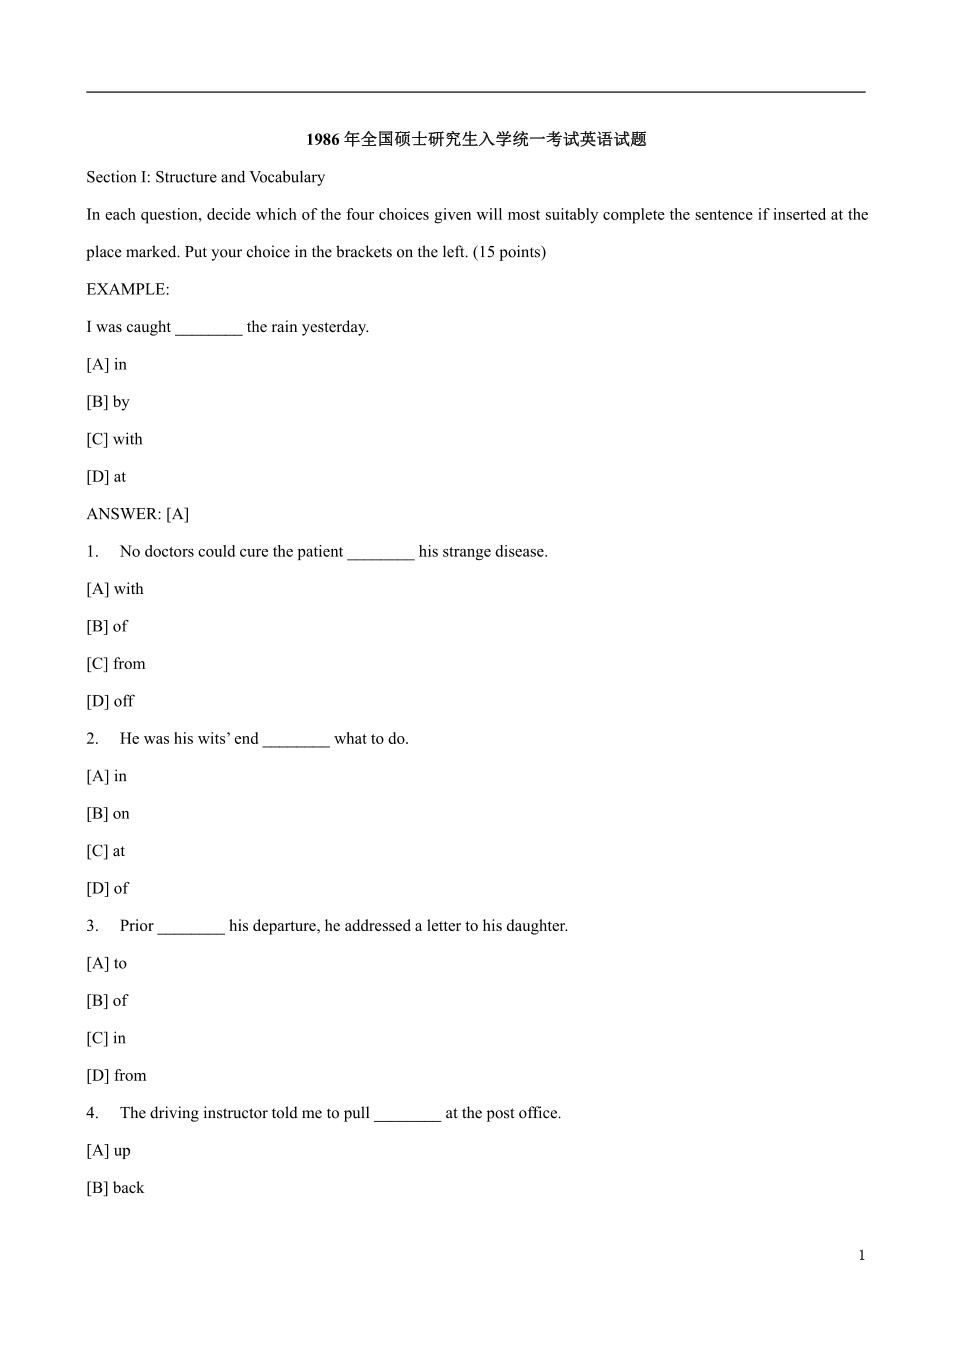 1986 年全国硕士研究生入学统一考试英语试题
Section I: Structure and Vocabulary
In each question, decide which of the four choices given will most suitably complete the sentence if inserted at the
place marked. Put your choice in the brackets on the left. (15 points)
EXAMPLE:
I was caught ________ the rain yesterday.
[A] in
[B] by
[C] with
[D] at
ANSWER: [A]
1. No doctors could cure the patient ________ his strange disease.
[A] with
[B] of
[C] from
[D] off
2. He was his wits’ end ________ what to do.
[A] in
[B] on
[C] at
[D] of
3. Prior ________ his departure, he addressed a letter to his daughter.
[A] to
[B] of
[C] in
[D] from
4. The driving instructor told me to pull ________ at the post office.
[A] up
[B] back
1